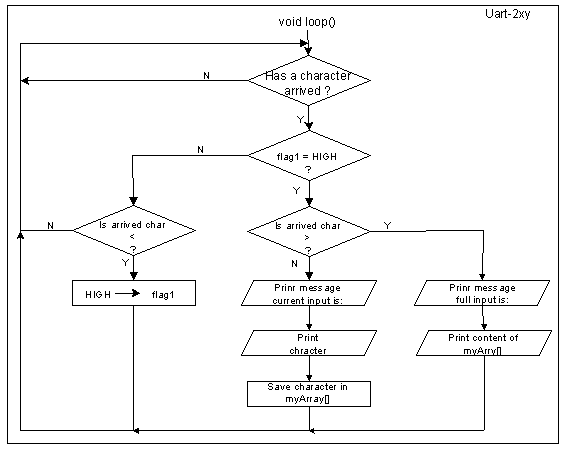 Uart-2xy
void loop()
Has a character
arrived ?
N
Y
N
flag1 = HIGH
?
Y
N
Is arrived char
<
?
Y
Is arrived char
>
?
Y
N
HIGH
flag1
Prinr message
current input is:
Prinr message
full input is:
Print
chracter
Print content of
myArry[]
Save character in
myArray[]